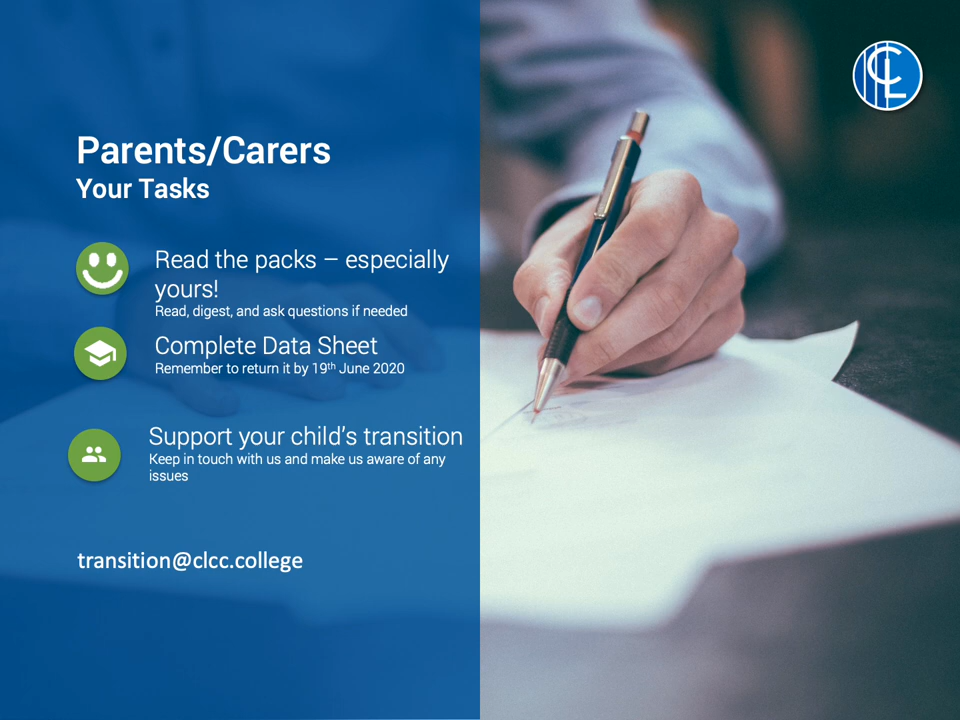 Parents/Carers
Your Tasks
Read the packs – especially
yours!
Read, digest, and ask questions if needed
Complete Data Sheet
Remember to return it by 19th June 2020
Support your child's transition
Keep in touch with us and make us aware of any
issues
transition@clcc.college
CCL